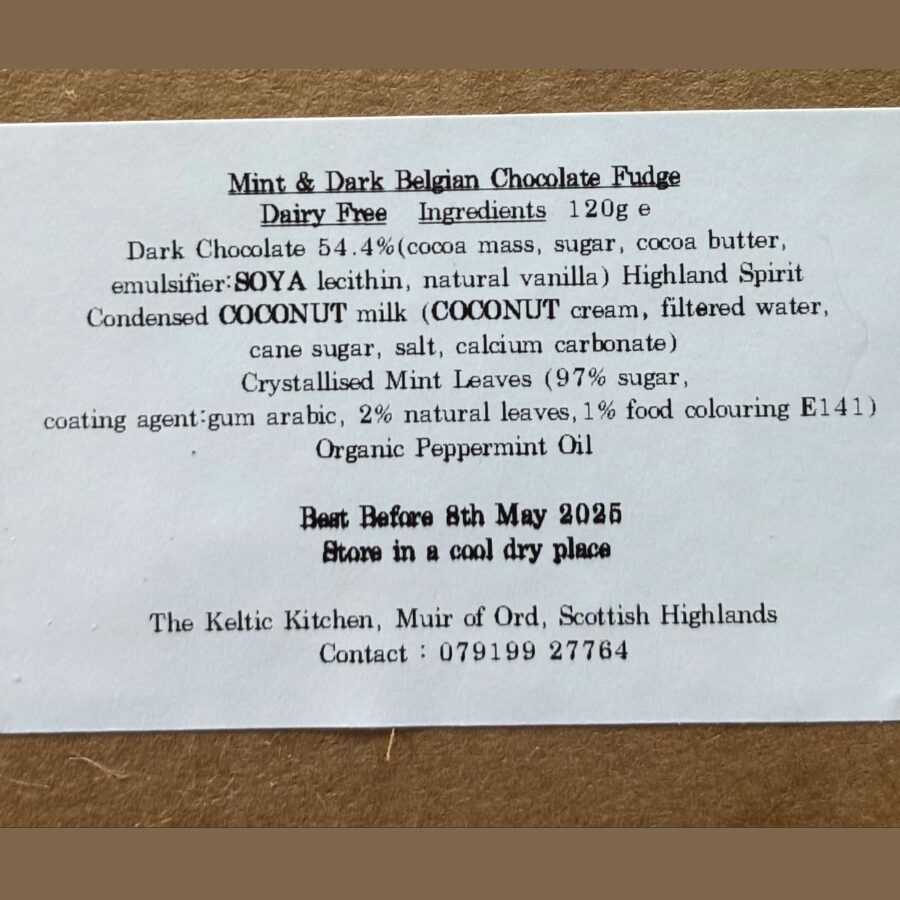 Mint & Dark Belgian Chocolate Fudge
Dairy Free Ingredients 120g e
Dark Chocolate 54.4%(cocoa mass, sugar, cocoa butter,
emulsifier:SOYA lecithin, natural vanilla) Highland Spirit
Condensed COCONUT milk (COCONUT cream, filtered water,
cane sugar, salt, calcium carbonate)
Crystallised Mint Leaves (97% sugar,
coating agent:gum arabic, 2% natural leaves,1% food colouring E141)
Organic Peppermint Oil
Best Before 8th May 2025
Store in a cool dry place
The Keltic Kitchen, Muir of Ord, Scottish Highlands
Contact : 079199 27764